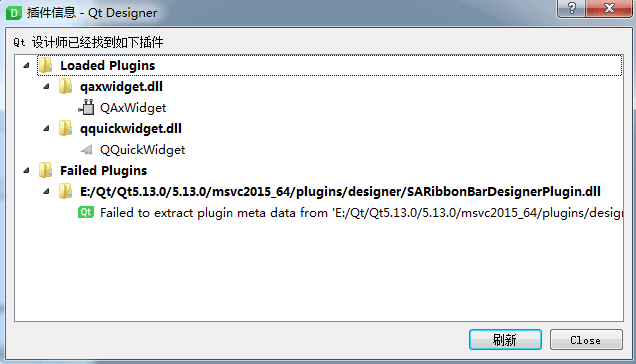 插件信息 - Qt Designer
Qt 设计师已经找到如下插件
Loaded Plugins
qaxwidget.dll
QAxWidget
qquickwidget.dll
QQuickWidget
Failed Plugins
E:/Qt/Qt5.13.0/5.13.0/msvc2015_64/plugins/designer/SARibbonBarDesignerPlugin.dll
Failed to extract plugin meta data from 'E:/Qt/Qt5.13.0/5.13.0/msvc2015_64/plugins/desig
刷新
Close